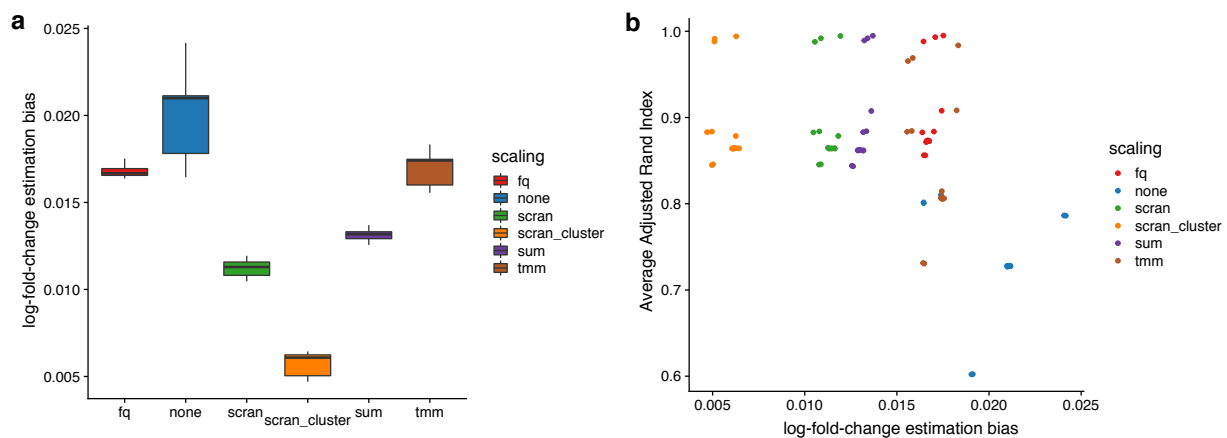 a
log-fold-change estimation bias
0.025
0.020
0.015
0.010
0.005
fq
none
scran
scran_cluster
sum
tmm
scaling
fq
none
scran
scran_cluster
sum
tmm
b
Average Adjusted Rand Index
1.0
0.9
0.8
0.7
0.6
0.005
0.010
0.015
0.020
0.025
log-fold-change estimation bias
scaling
fq
none
scran
scran_cluster
sum
tmm